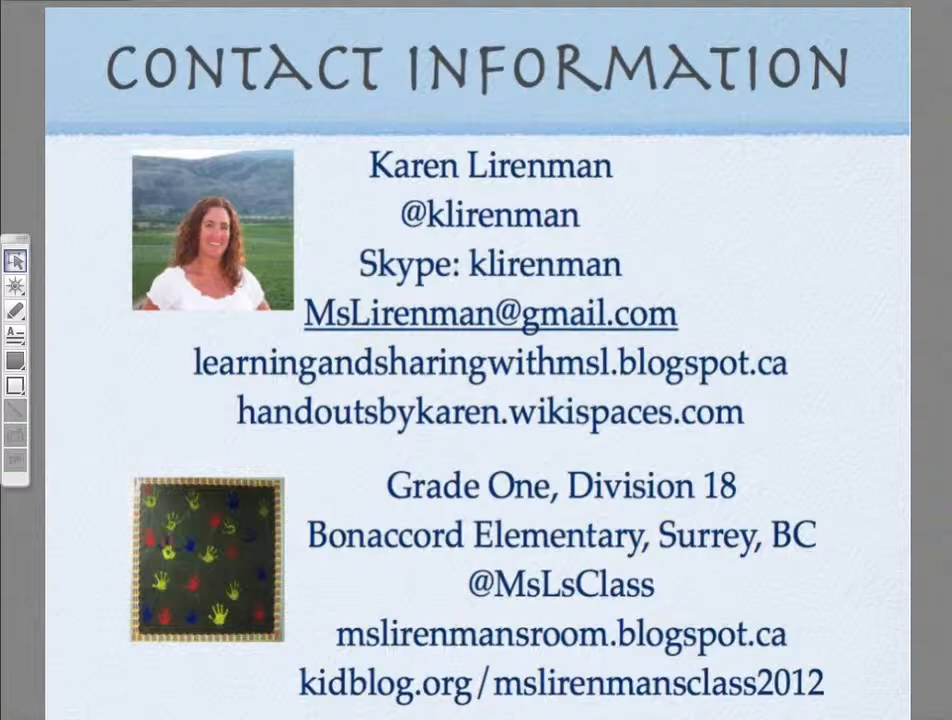 CONTACT INFORMATION
Karen Lirenman
@klirenman
Skype: klirenman
MsLirenman@gmail.com
learningandsharingwithmsl.blogspot.ca
handoutsbykaren.wikispaces.com
Grade One, Division 18
Bonaccord Elementary, Surrey, BC
@MsLsClass
mslirenmansroom.blogspot.ca
kidblog.org/mslirenmansclass2012